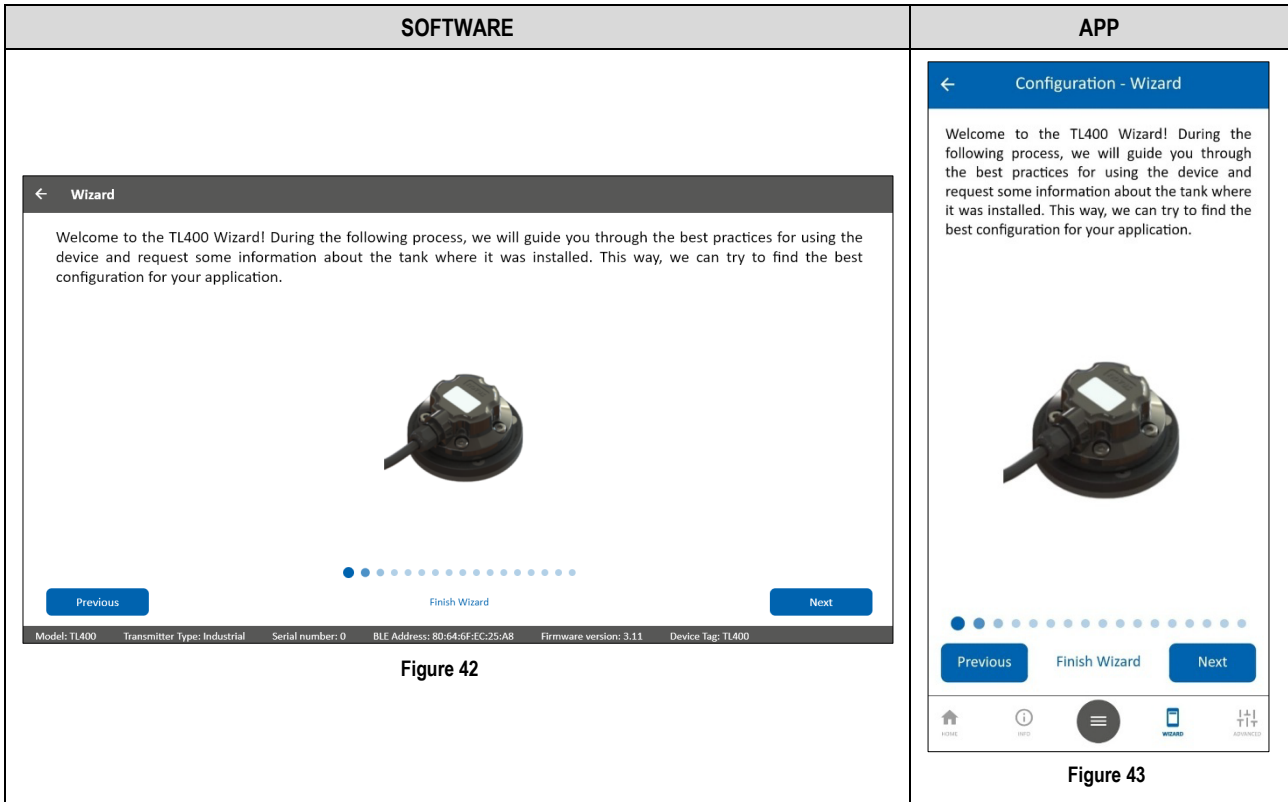 SOFTWARE
APP
← Wizard
Welcome to the TL400 Wizard! During the following process, we will guide you through the best practices for using the
device and request some information about the tank where it was installed. This way, we can try to find the best
configuration for your application.
Previous
Finish Wizard
Next
Model: TL400 Transmitter Type: Industrial Serial number: 0 BLE Address: 80:64:6F:EC:25:A8 Firmware version: 3.11 Device Tag: TL400
Figure 42
← Configuration - Wizard
Welcome to the TL400 Wizard! During the
following process, we will guide you through
the best practices for using the device and
request some information about the tank where
it was installed. This way, we can try to find the
best configuration for your application.
Previous
Finish Wizard
Next
HOME
INFO
WIZARD
ADVANCED
Figure 43